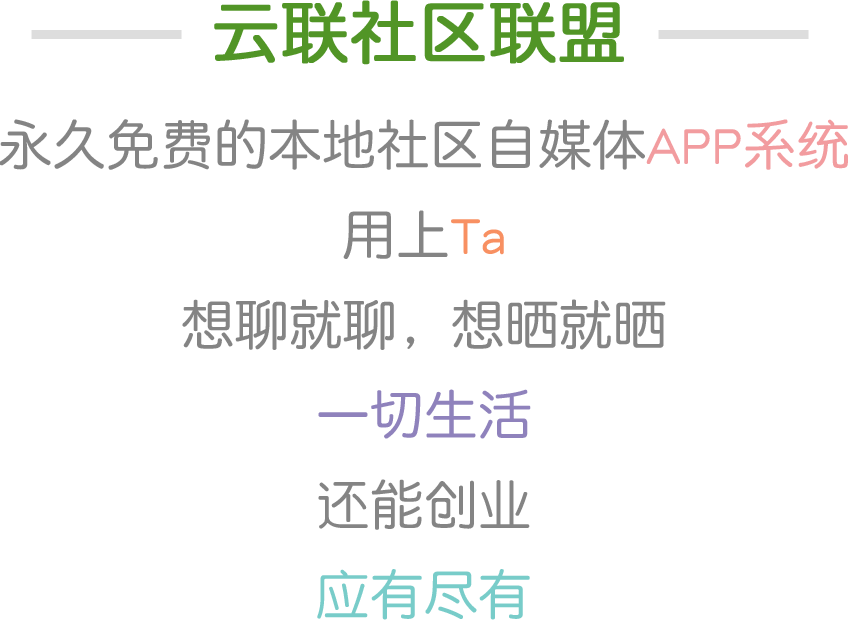 云联社区联盟
永久免费的本地社区自媒体APP系统
用上Ta
想聊就聊，想晒就晒
一切生活
还能创业
应有尽有